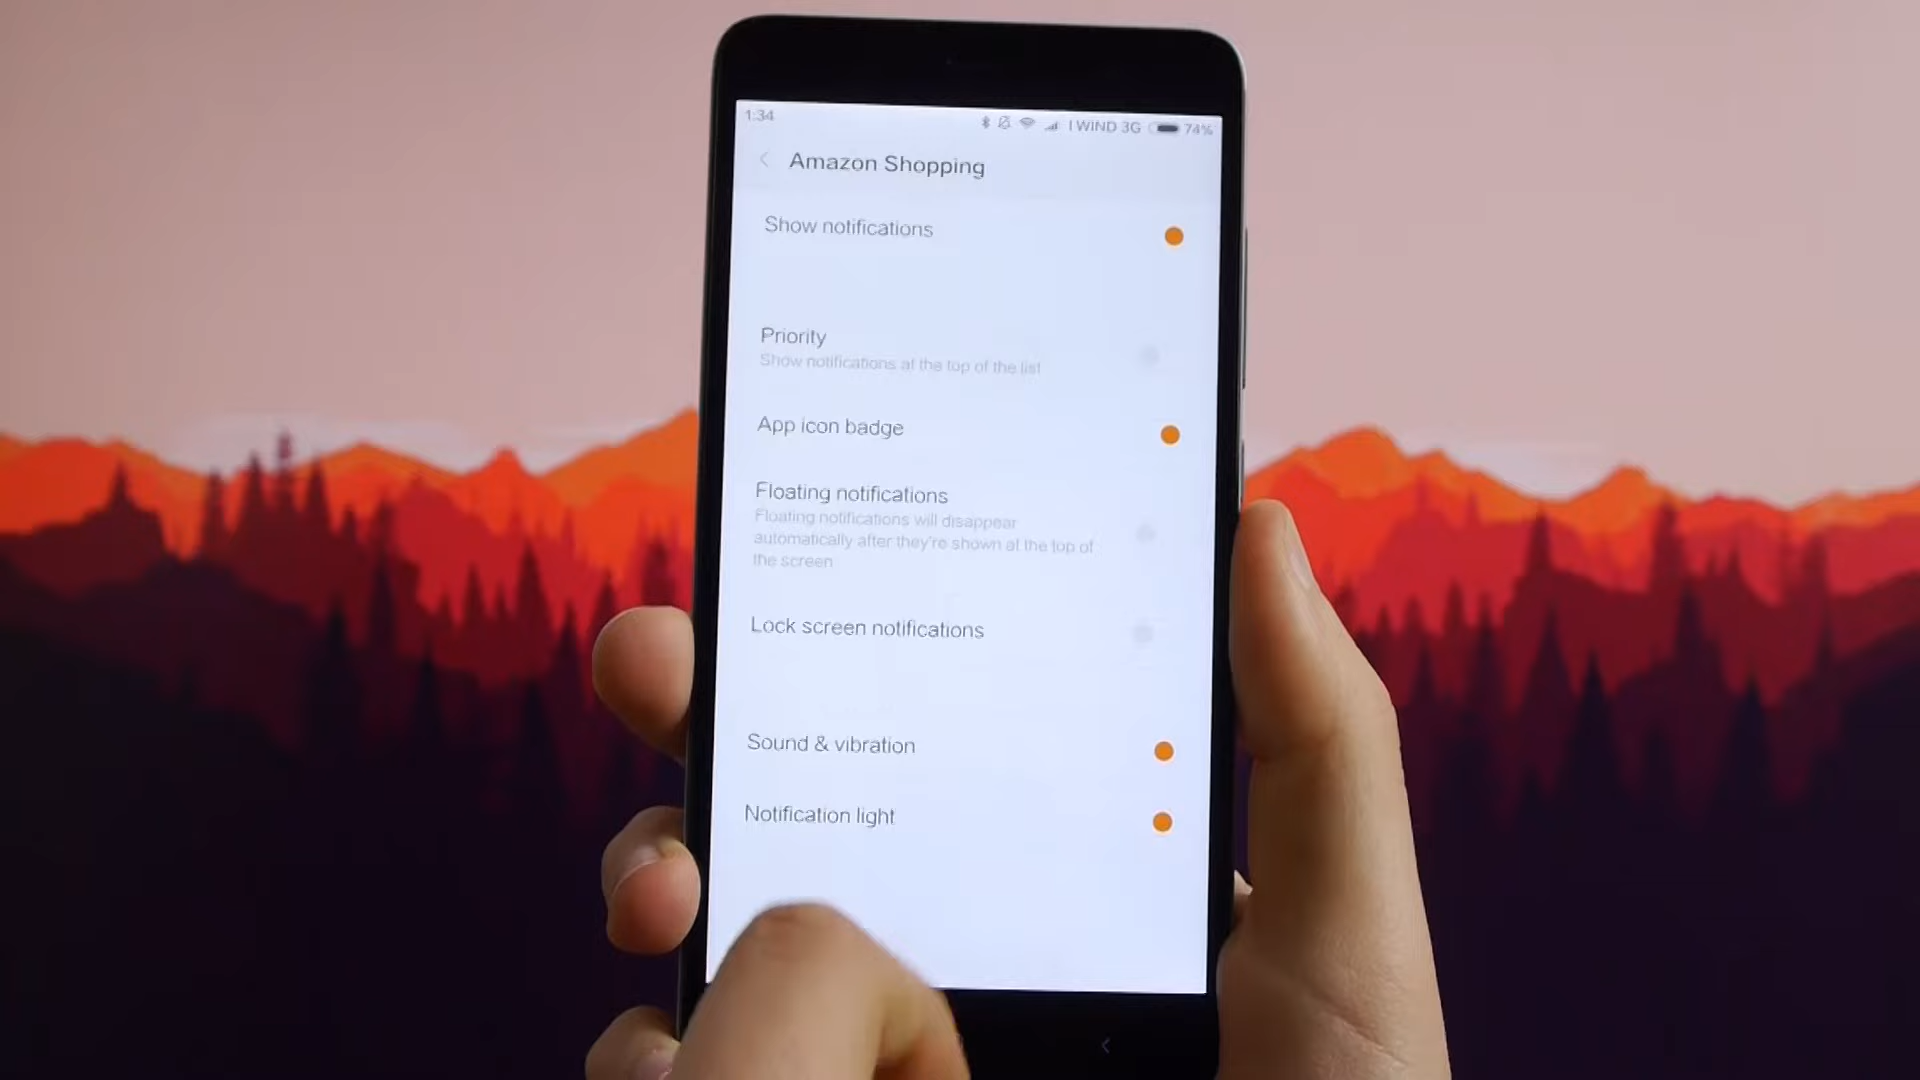 1:34
I WIND 3G 74%
Amazon Shopping
Show notifications
Priority
Show notifications at the top of the list
App icon badge
Floating notifications
Floating notifications will disappear
automatically after they're shown at the top of
the screen
Lock screen notifications
Sound & vibration
Notification light